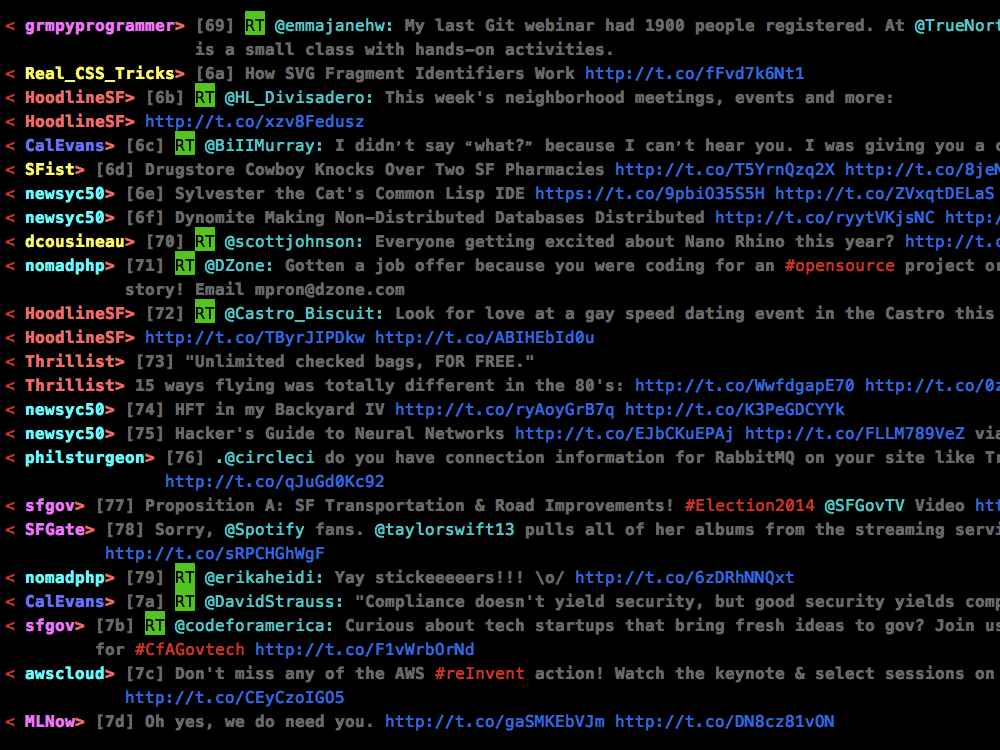 < grmpyprogrammer> [69] RT @emmajanehw: My last Git webinar had 1900 people registered. At @TrueNort
is a small class with hands-on activities.
< Real_CSS_Tricks> [6a] How SVG Fragment Identifiers Work http://t.co/fFvd7k6Nt1
< HoodlineSF> [6b] RT @HL_Divisadero: This week's neighborhood meetings, events and more:
< HoodlineSF> http://t.co/xzv8Fedusz
< CalEvans> [6c] RT @BiIIMurray: I didn’t say “what?” because I can’t hear you. I was giving you a c
< SFist> [6d] Drugstore Cowboy Knocks Over Two SF Pharmacies http://t.co/T5YrnQzq2X http://t.co/8jeM
< newsyc50> [6e] Sylvester the Cat's Common Lisp IDE https://t.co/9pbiO35S5H http://t.co/ZVxqtDELaS
< newsyc50> [6f] Dynomite Making Non-Distributed Databases Distributed http://t.co/ryytVKjsNC http:/
< dcousineau> [70] RT @scottjohnson: Everyone getting excited about Nano Rhino this year? http://t.c
< nomadphp> [71] RT @DZone: Gotten a job offer because you were coding for an #opensource project or
story! Email mpron@dzone.com
< HoodlineSF> [72] RT @Castro_Biscuit: Look for love at a gay speed dating event in the Castro this
< HoodlineSF> http://t.co/TByrJIPDkw http://t.co/ABIHEbId0u
< Thrillist> [73] "Unlimited checked bags, FOR FREE."
< Thrillist> 15 ways flying was totally different in the 80's: http://t.co/WwfdgapE70 http://t.co/0z
< newsyc50> [74] HFT in my Backyard IV http://t.co/ryAoyGrB7q http://t.co/K3PeGDCYYk
< newsyc50> [75] Hacker's Guide to Neural Networks http://t.co/EJbCKuEPAj http://t.co/FLLM789VeZ via
< philsturgeon> [76] .@circleci do you have connection information for RabbitMQ on your site like Tr
http://t.co/qJuGd0Kc92
< sfgov> [77] Proposition A: SF Transportation & Road Improvements! #Election2014 @SFGovTV Video htt
< SFGate> [78] Sorry, @Spotify fans. @taylorswift13 pulls all of her albums from the streaming servi
http://t.co/sRPCHGhWgF
< nomadphp> [79] RT @erikaheidi: Yay stickeeeeers!!! \o/ http://t.co/6zDRhNNQxt
< CalEvans> [7a] RT @DavidStrauss: "Compliance doesn't yield security, but good security yields comp
< sfgov> [7b] RT @codeforamerica: Curious about tech startups that bring fresh ideas to gov? Join us
for #CfAGovtech http://t.co/F1vWrbOrNd
< awscloud> [7c] Don't miss any of the AWS #reInvent action! Watch the keynote & select sessions on
http://t.co/CEyCzoIGO5
< MLNow> [7d] Oh yes, we do need you. http://t.co/gaSMKEbVJm http://t.co/DN8cz81vON